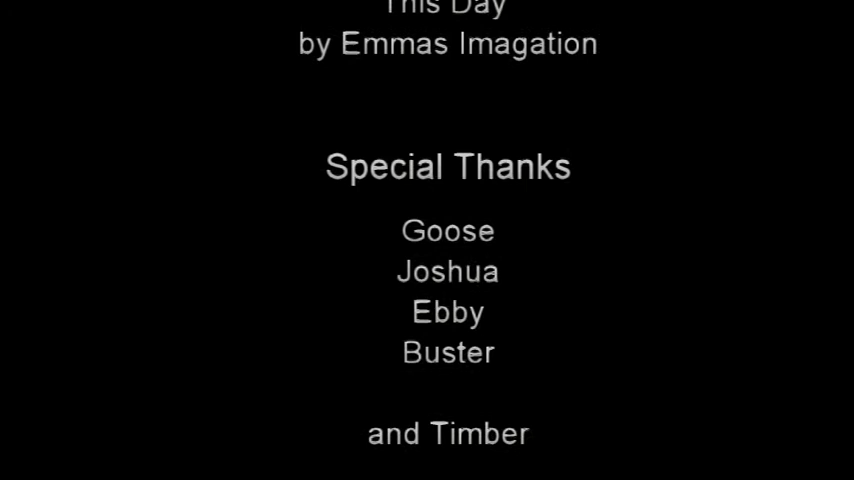 This Day
by Emmas Imagation
Special Thanks
Goose
Joshua
Ebby
Buster
and Timber